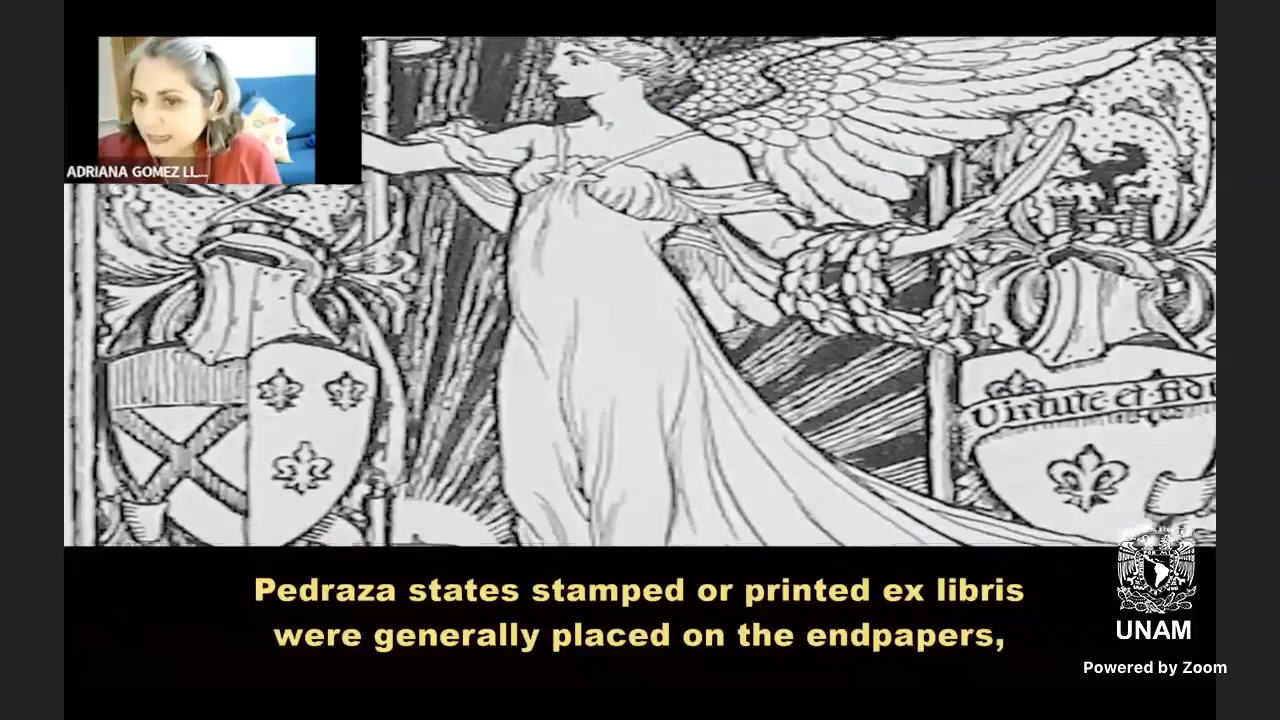 ADRIANA GOMEZ LL...
Virtute et Fid
Pedraza states stamped or printed ex libris
were generally placed on the endpapers,
UNAM
Powered by Zoom